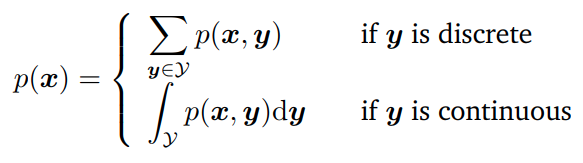 p(x) = { ∑_{y∈𝒴} p(x, y) if y is discrete
∫_𝒴 p(x, y)dy if y is continuous